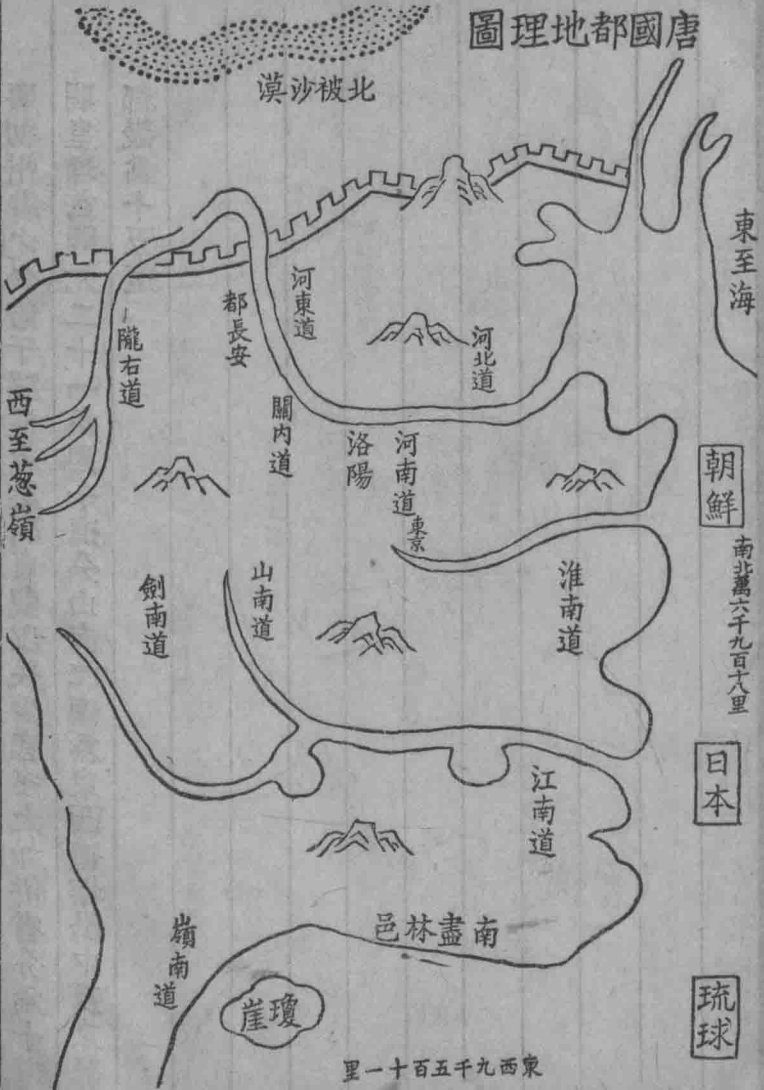 唐國都地理圖
北被沙漠
東至海
河東道
都長安
隴右道
河北道
西至葱嶺
關内道
洛陽
河南道
東京
朝鮮
南北萬六千九百十八里
淮南道
山南道
劍南道
日本
江南道
南盡林邑
嶺南道
瓊崖
琉球
東西九千五百十一里